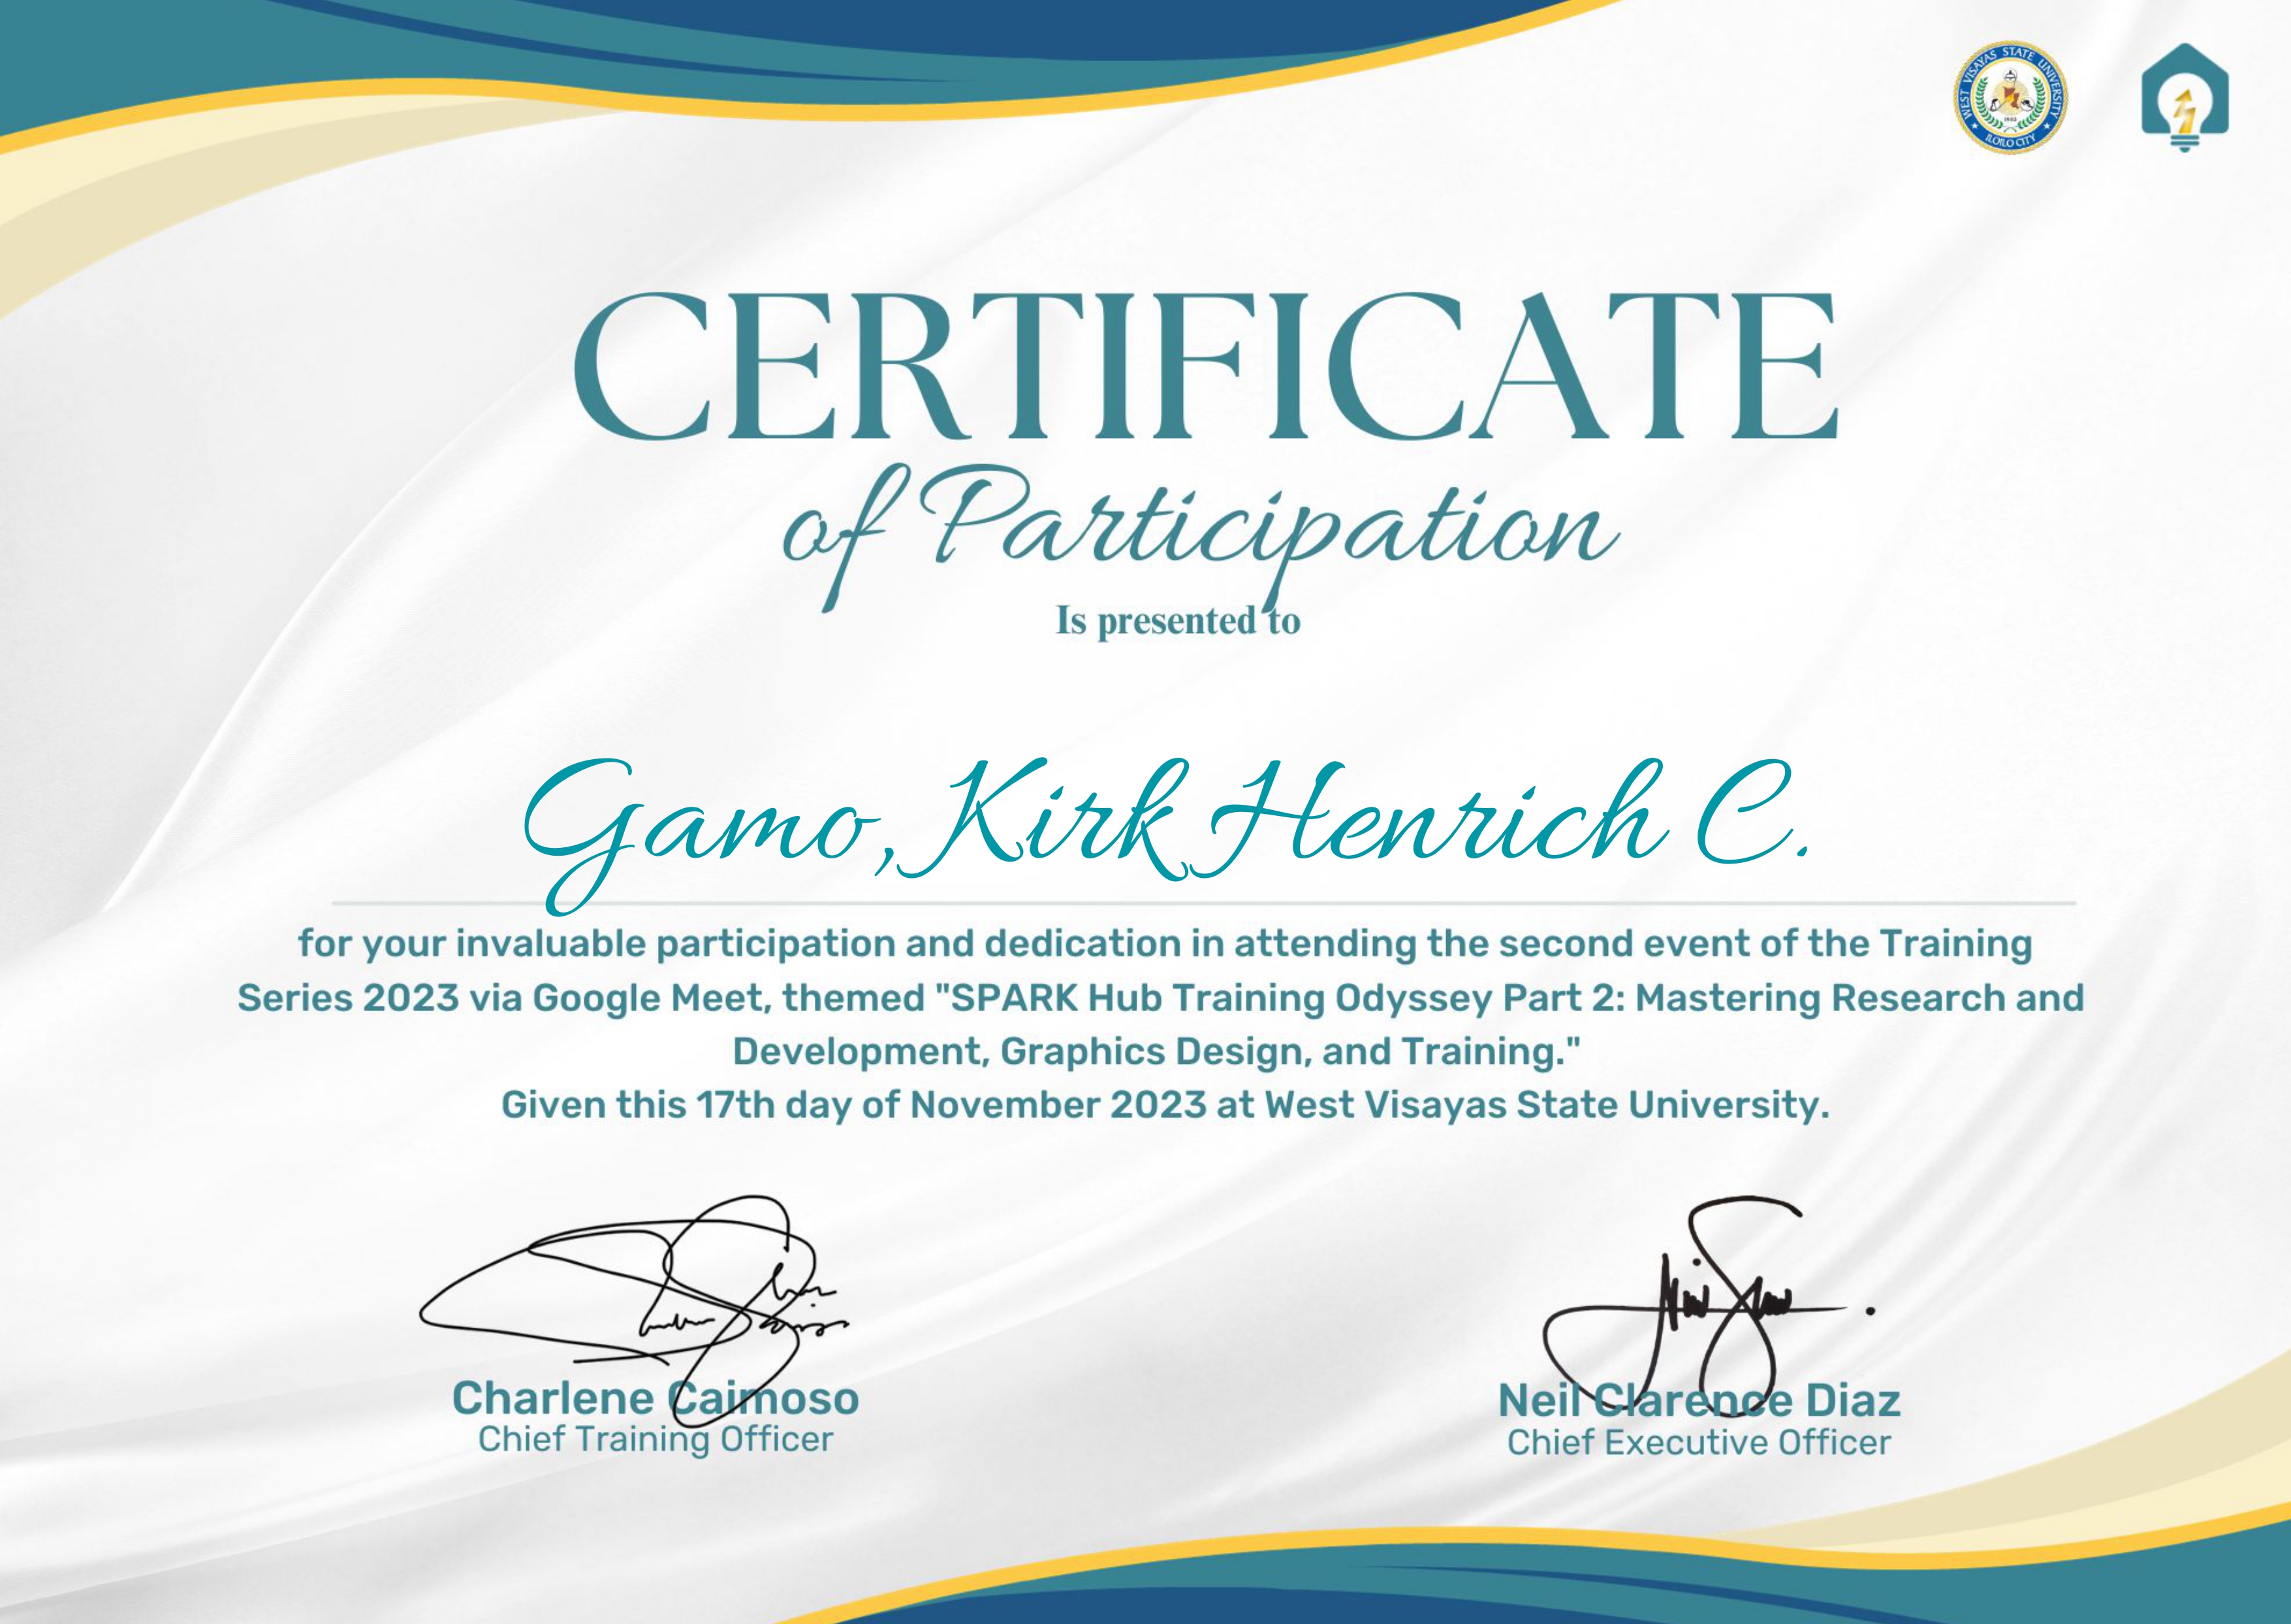 WEST VISAYAS STATE UNIVERSITY
1902
ILOILO CITY
CERTIFICATE
of Participation
Is presented to
Gamo, Kirk Henrich C.
for your invaluable participation and dedication in attending the second event of the Training
Series 2023 via Google Meet, themed "SPARK Hub Training Odyssey Part 2: Mastering Research and
Development, Graphics Design, and Training."
Given this 17th day of November 2023 at West Visayas State University.
Charlene Caimoso
Chief Training Officer
Neil Clarence Diaz
Chief Executive Officer